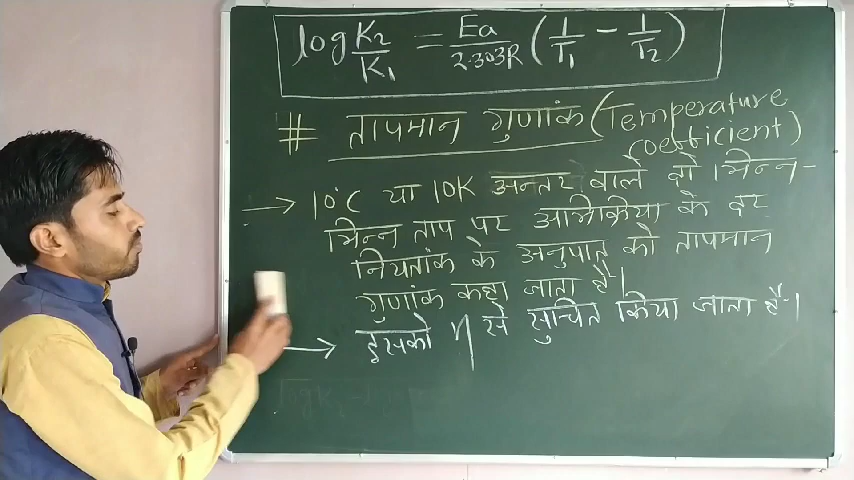 log K₂/K₁ = Ea/2.303R (1/T₁ - 1/T₂)
# तापमान गुणांक (Temperature
coefficient)
→ 10°C या 10K अन्तर वाले दो भिन्न-
भिन्न ताप पर अभिक्रिया के दर
नियतांक के अनुपात को तापमान
गुणांक कहा जाता है।
→ इसको η से सुचित किया जाता है।